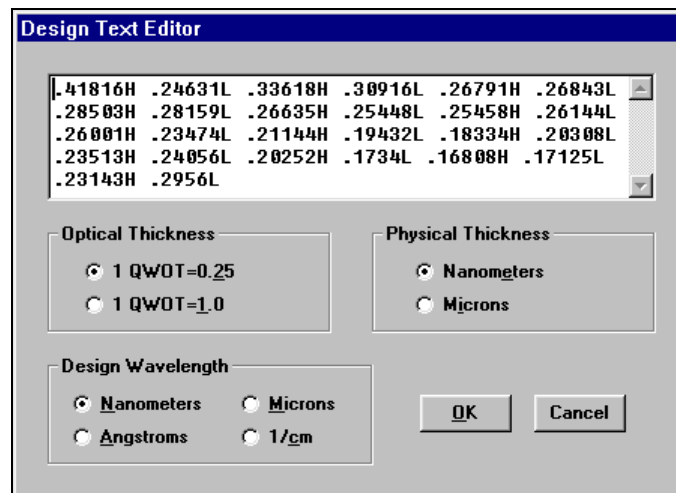 Design Text Editor
.41816H .24631L .33618H .30916L .26791H .26843L
.28503H .28159L .26635H .25448L .25458H .26144L
.26001H .23474L .21144H .19432L .18334H .20308L
.23513H .24056L .20252H .1734L .16808H .17125L
.23143H .2956L
Optical Thickness
1 QWOT=0.25
1 QWOT=1.0
Physical Thickness
Nanometers
Microns
Design Wavelength
Nanometers Microns
Angstroms 1/cm
OK Cancel